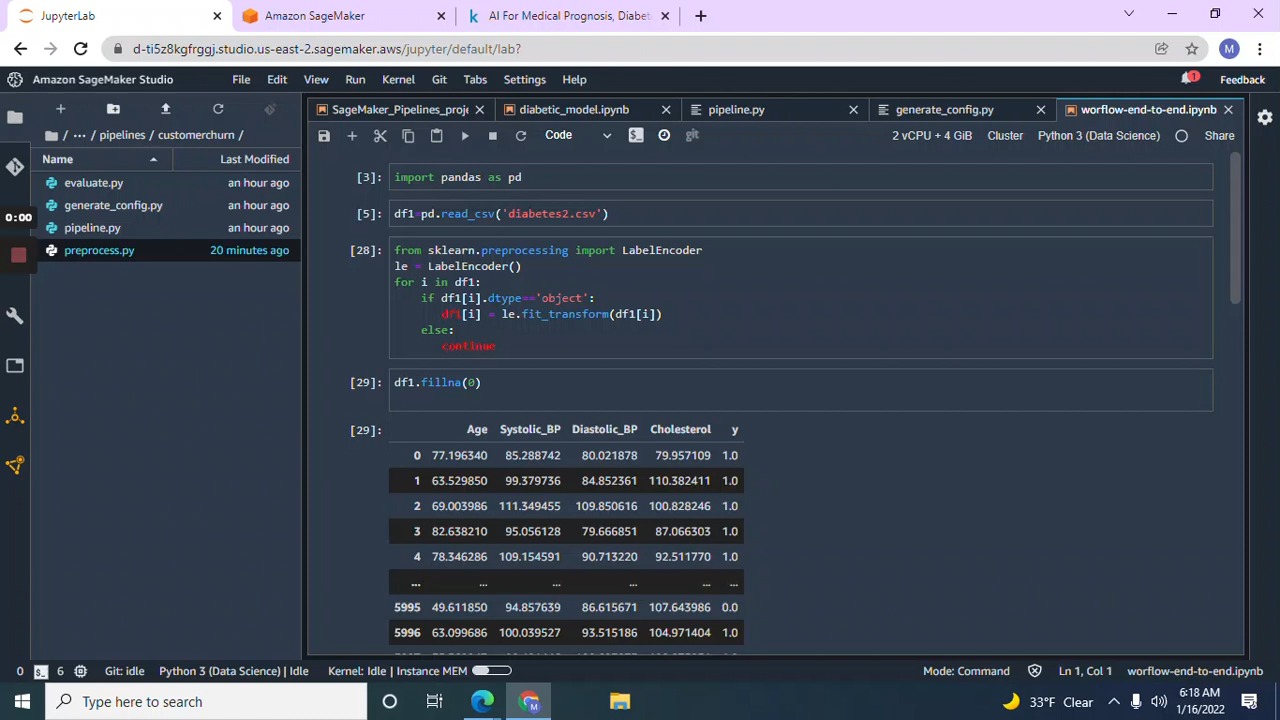 JupyterLab
Amazon SageMaker
AI For Medical Prognosis, Diabet
d-ti5z8kgfrggj.studio.us-east-2.sagemaker.aws/jupyter/default/lab?
M
Amazon SageMaker Studio
File Edit View Run Kernel Git Tabs Settings Help
1
Feedback
/ ... / pipelines / customerchurn /
Name Last Modified
evaluate.py an hour ago
generate_config.py an hour ago
pipeline.py an hour ago
preprocess.py 20 minutes ago
0:00
SageMaker_Pipelines_proje
diabetic_model.ipynb
pipeline.py
generate_config.py
worflow-end-to-end.ipynb
Code
git
2 vCPU + 4 GiB Cluster Python 3 (Data Science) Share
[3]: import pandas as pd
[5]: df1=pd.read_csv('diabetes2.csv')
[28]: from sklearn.preprocessing import LabelEncoder
le = LabelEncoder()
for i in df1:
if df1[i].dtype=='object':
df1[i] = le.fit_transform(df1[i])
else:
continue
[29]: df1.fillna(0)
[29]: Age Systolic_BP Diastolic_BP Cholesterol y
0 77.196340 85.288742 80.021878 79.957109 1.0
1 63.529850 99.379736 84.852361 110.382411 1.0
2 69.003986 111.349455 109.850616 100.828246 1.0
3 82.638210 95.056128 79.666851 87.066303 1.0
4 78.346286 109.154591 90.713220 92.511770 1.0
... ... ... ... ... ...
5995 49.611850 94.857639 86.615671 107.643986 0.0
5996 63.099686 100.039527 93.515186 104.971404 1.0
0 6 Git: idle Python 3 (Data Science) | Idle Kernel: Idle | Instance MEM Mode: Command Ln 1, Col 1 worflow-end-to-end.ipynb
Type here to search
33°F Clear
6:18 AM
1/16/2022